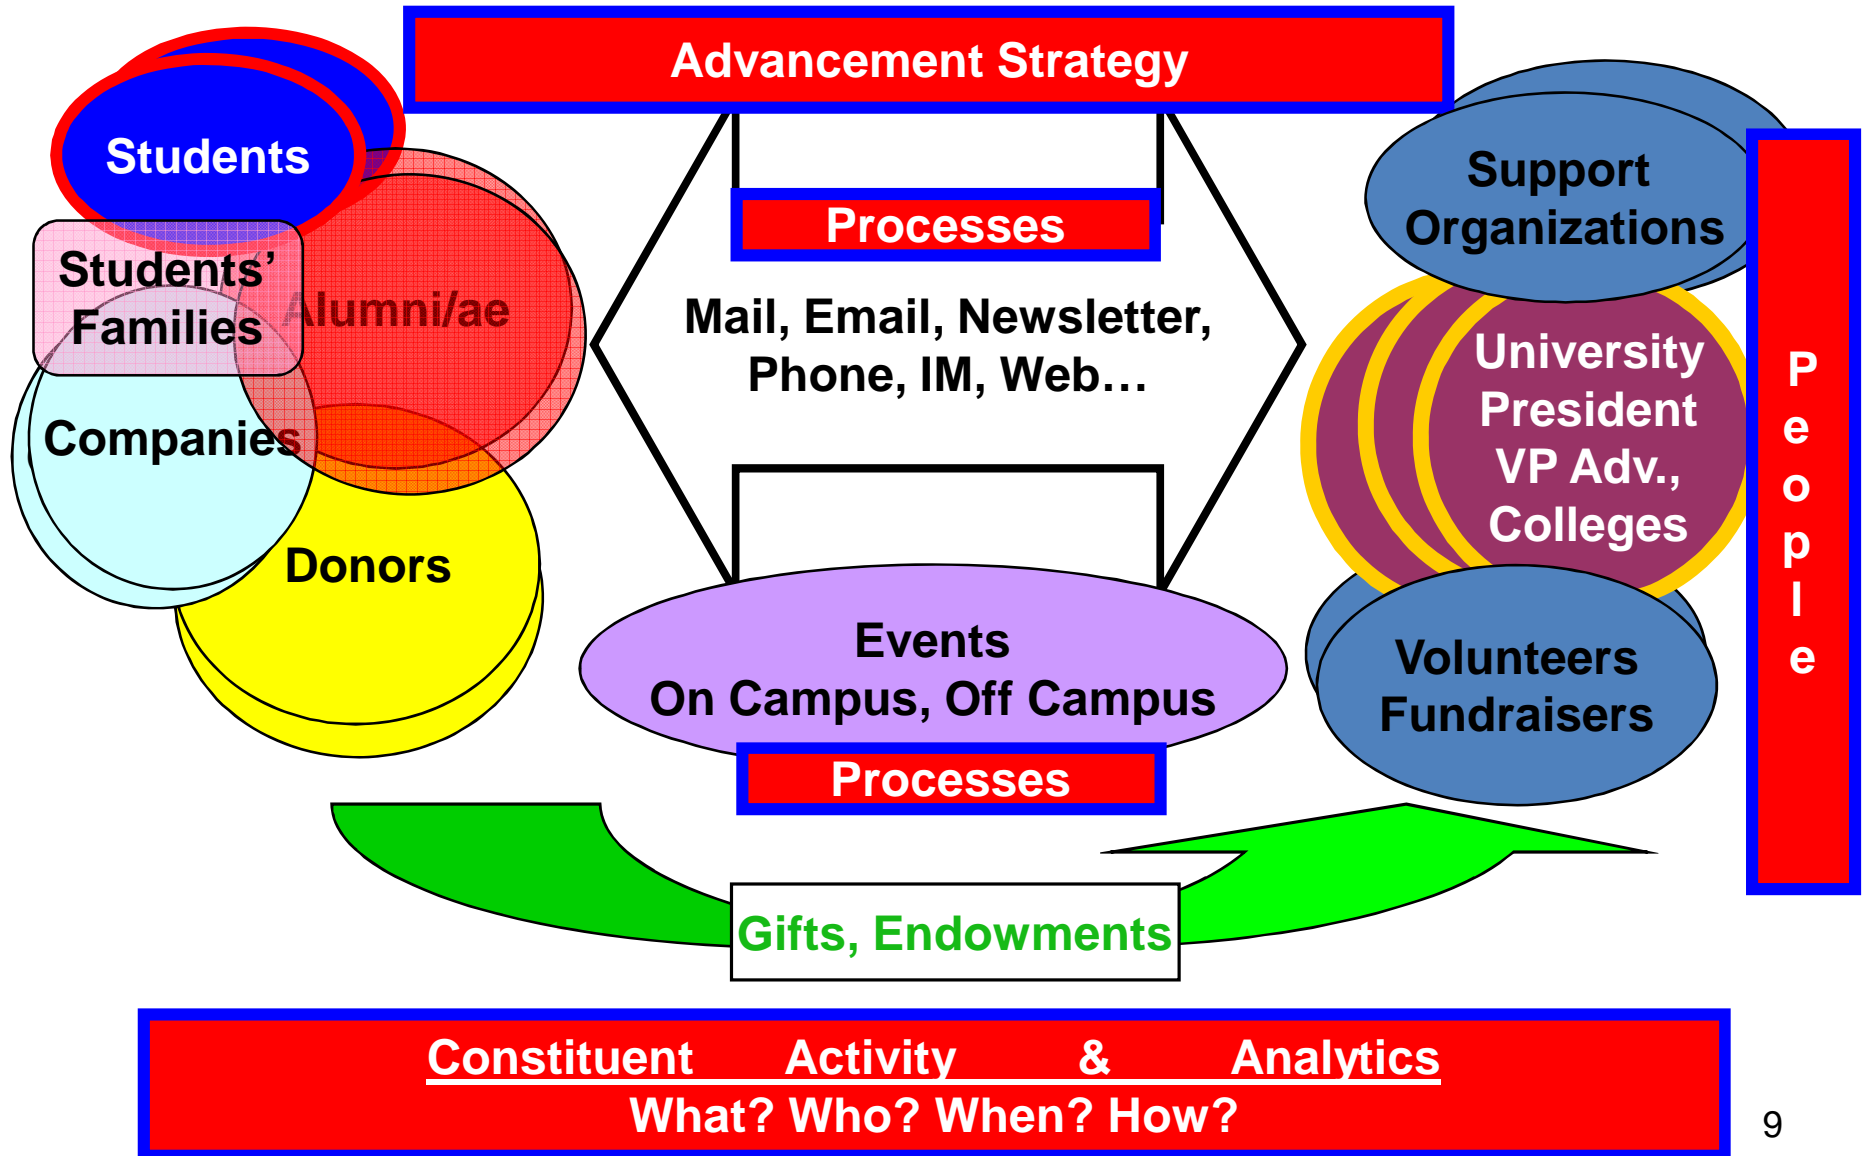 Advancement Strategy
Students
Students’
Families
Alumni/ae
Companies
Donors
Processes
Mail, Email, Newsletter,
Phone, IM, Web…
Events
On Campus, Off Campus
Processes
Gifts, Endowments
Support
Organizations
University
President
VP Adv.,
Colleges
Volunteers
Fundraisers
P
e
o
p
l
e
Constituent Activity & Analytics
What? Who? When? How?
9